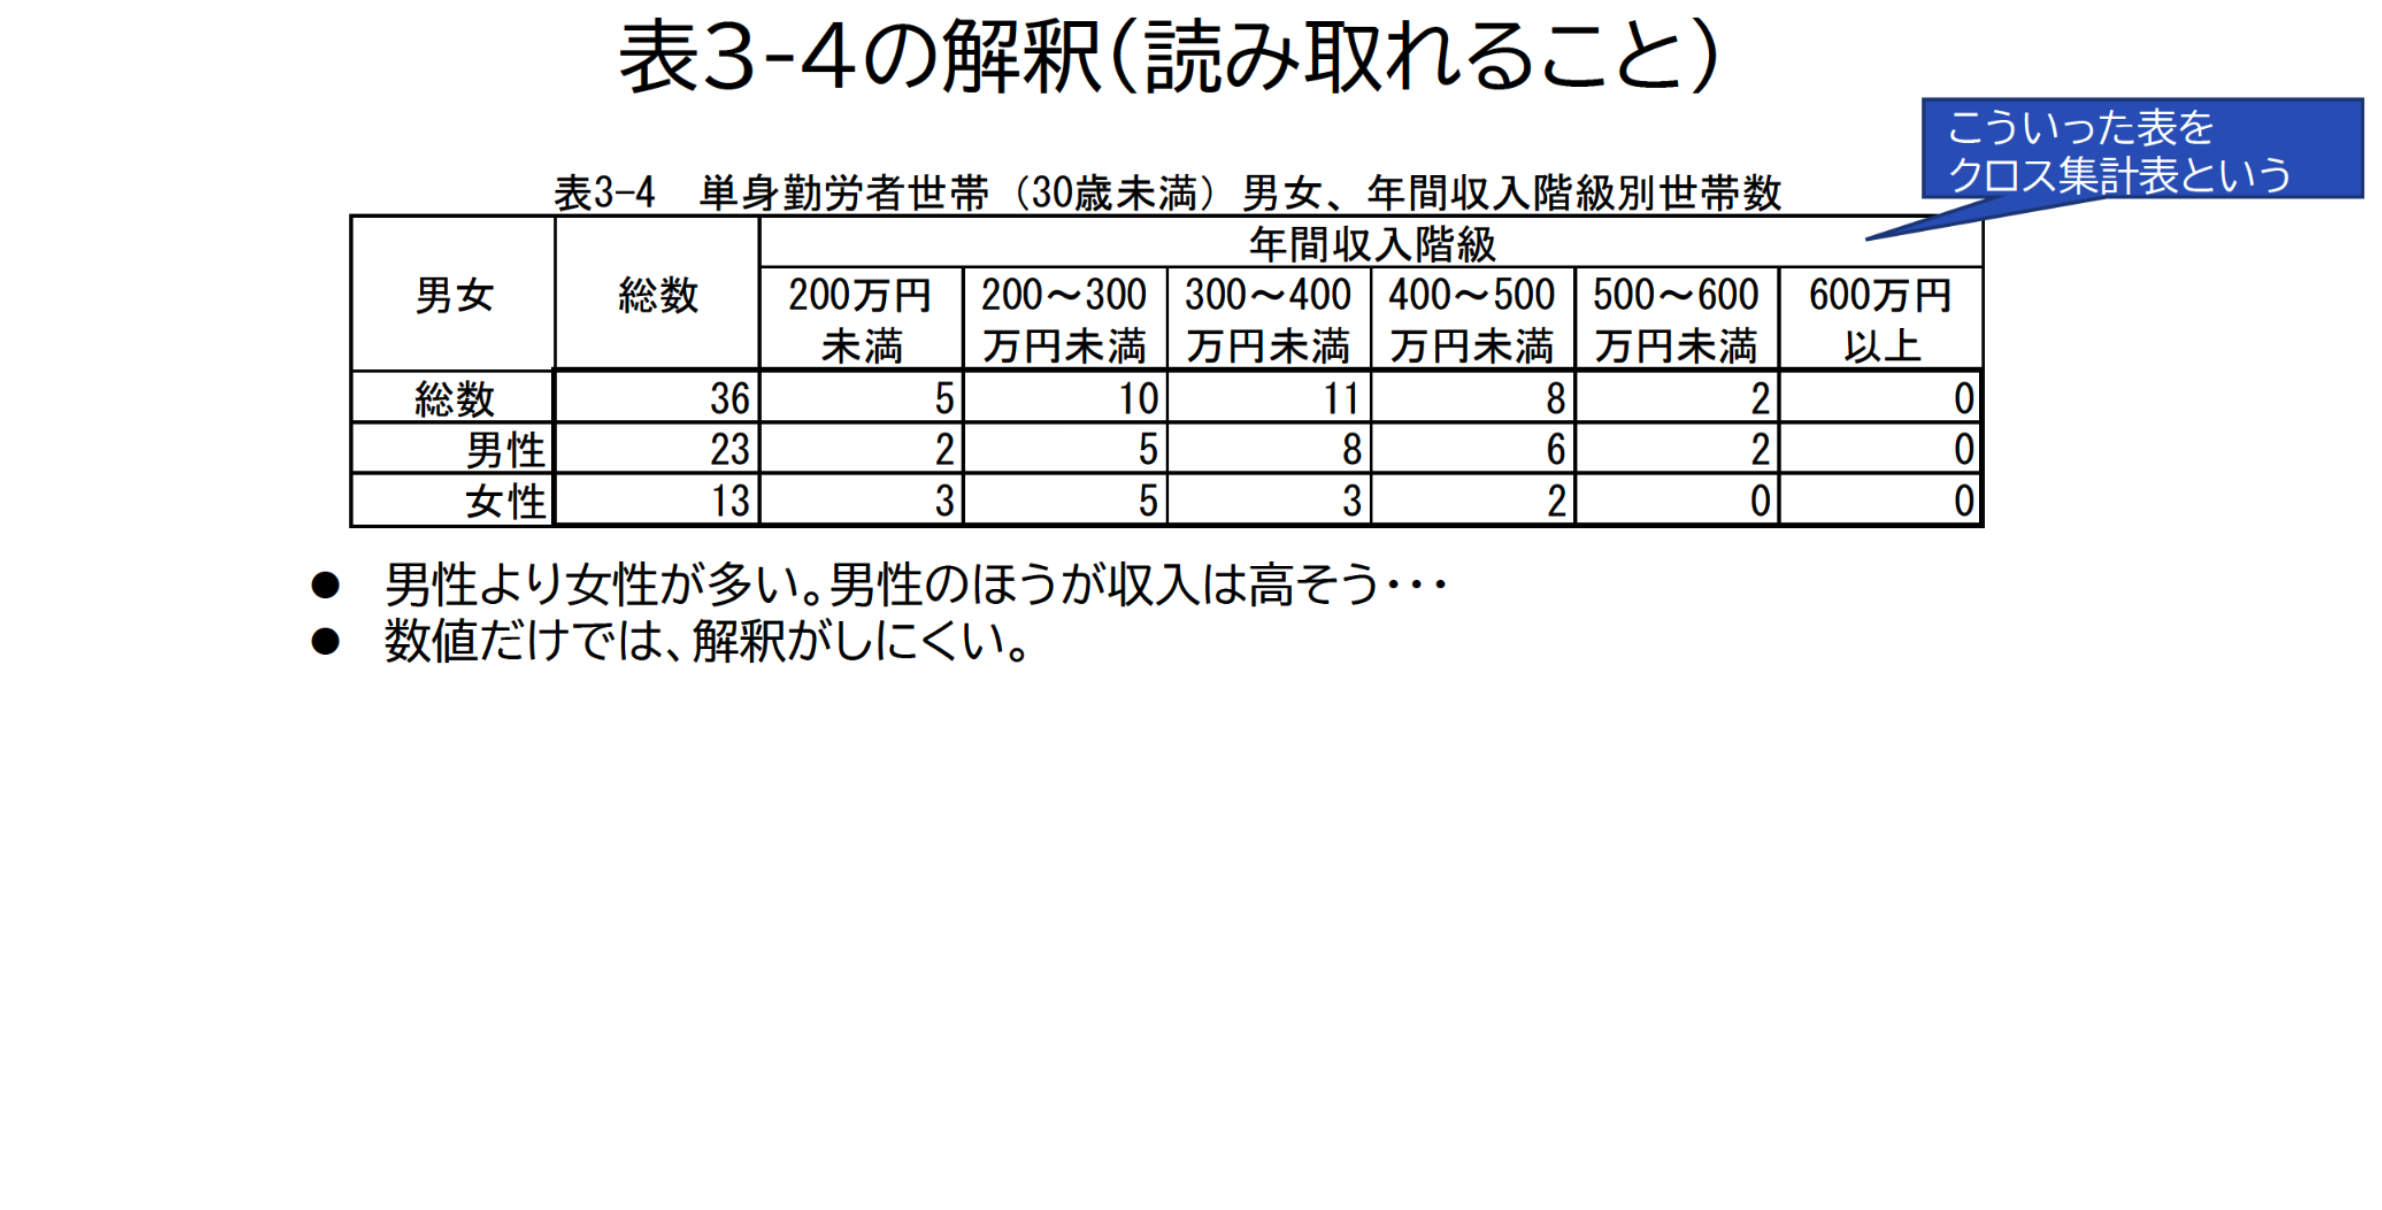 表3-4の解釈(読み取れること)
こういった表を
クロス集計表という
表3-4　単身勤労者世帯（30歳未満）男女、年間収入階級別世帯数
男女 総数 年間収入階級
200万円未満 200～300万円未満 300～400万円未満 400～500万円未満 500～600万円未満 600万円以上
総数 36 5 10 11 8 2 0
男性 23 2 5 8 6 2 0
女性 13 3 5 3 2 0 0
● 男性より女性が多い。男性のほうが収入は高そう・・・
● 数値だけでは、解釈がしにくい。